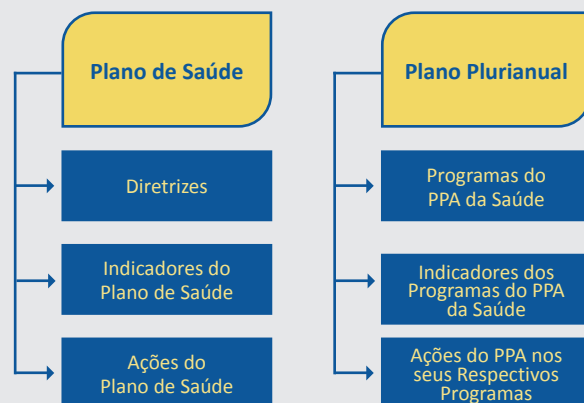 Plano de Saúde
Diretrizes
Indicadores do
Plano de Saúde
Ações do
Plano de Saúde
Plano Plurianual
Programas do
PPA da Saúde
Indicadores dos
Programas do PPA
da Saúde
Ações do PPA nos
seus Respectivos
Programas